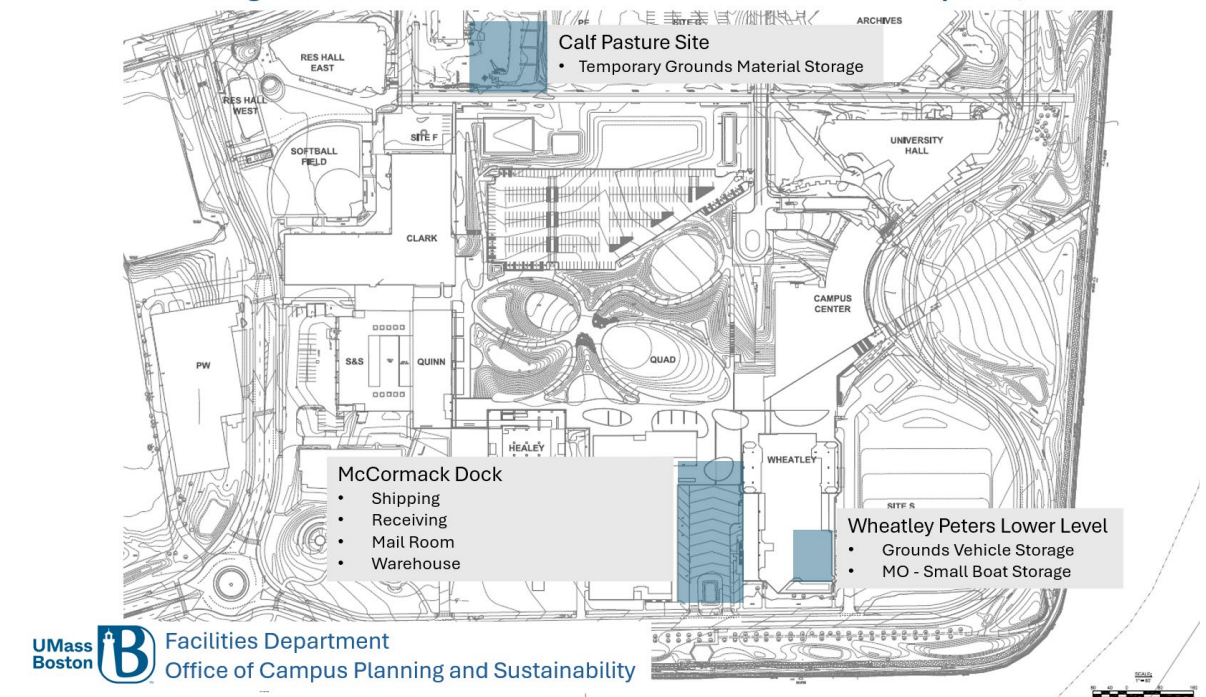 ARCHIVES
Calf Pasture Site
• Temporary Grounds Material Storage
RES HALL
EAST
RES HALL
WEST
SITE F
SOFTBALL
FIELD
UNIVERSITY
HALL
CLARK
CAMPUS
CENTER
PW
S&S
QUINN
QUAD
HEALEY
WHEATLEY
McCormack Dock
• Shipping
• Receiving
• Mail Room
• Warehouse
SITE S
Wheatley Peters Lower Level
• Grounds Vehicle Storage
• MO - Small Boat Storage
UMass
Boston
B
Facilities Department
Office of Campus Planning and Sustainability